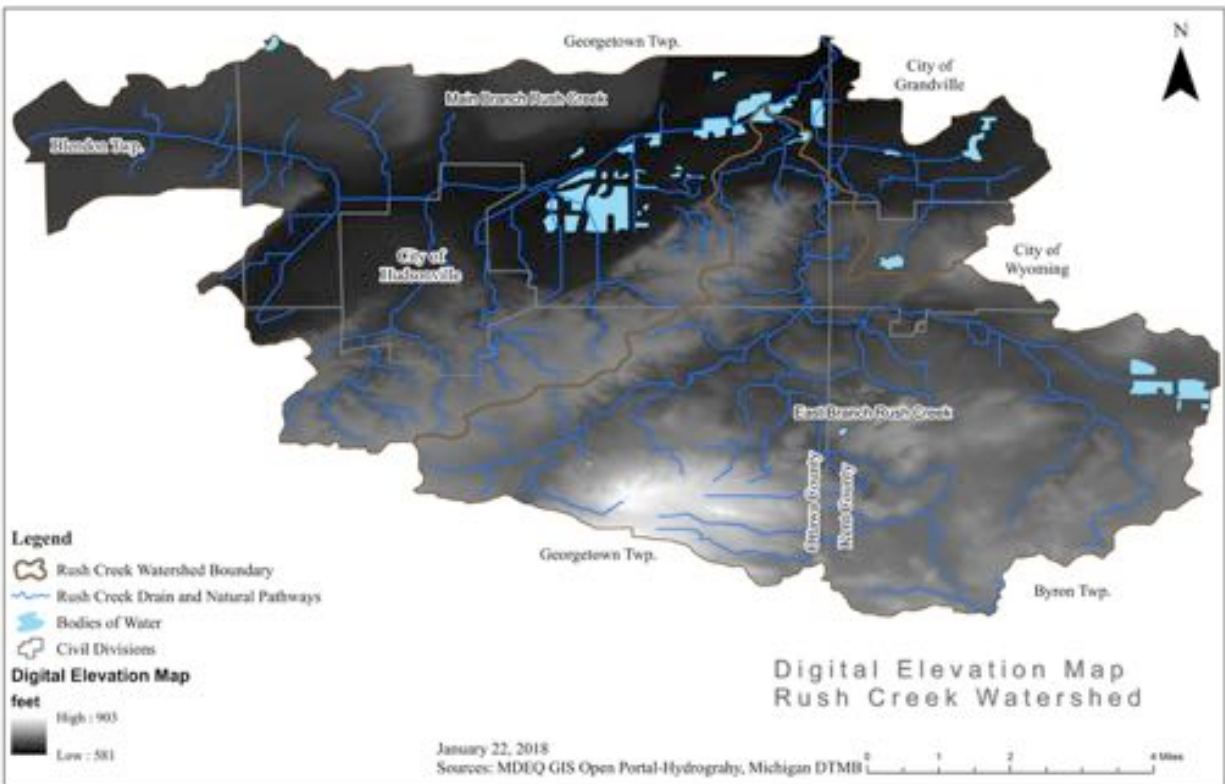 Georgetown Twp.
N
City of
Grandville
Main Branch Rush Creek
Blendon Twp.
City of
Hudsonville
City of
Wyoming
East Branch Rush Creek
Ottawa County
Kent County
Georgetown Twp.
Byron Twp.
Legend
Rush Creek Watershed Boundary
Rush Creek Drain and Natural Pathways
Bodies of Water
Civil Divisions
Digital Elevation Map
feet
High : 903
Low : 581
Digital Elevation Map
Rush Creek Watershed
January 22, 2018
Sources: MDEQ GIS Open Portal-Hydrograhy, Michigan DTMB
0 1 2 4 Miles